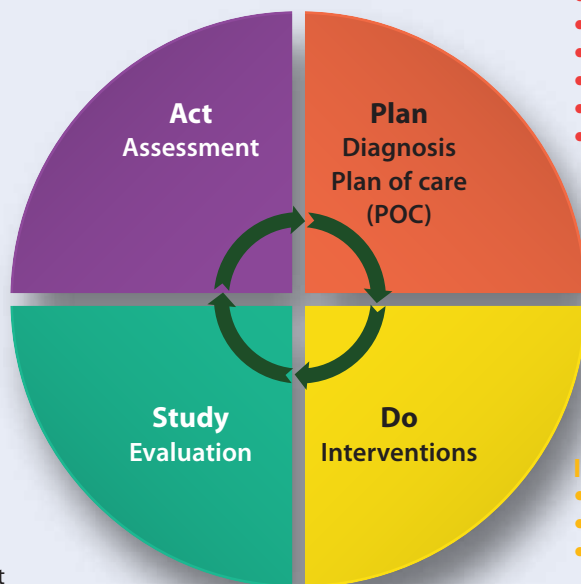 Act
Assessment
Plan
Diagnosis
Plan of care
(POC)
Study
Evaluation
Do
Interventions